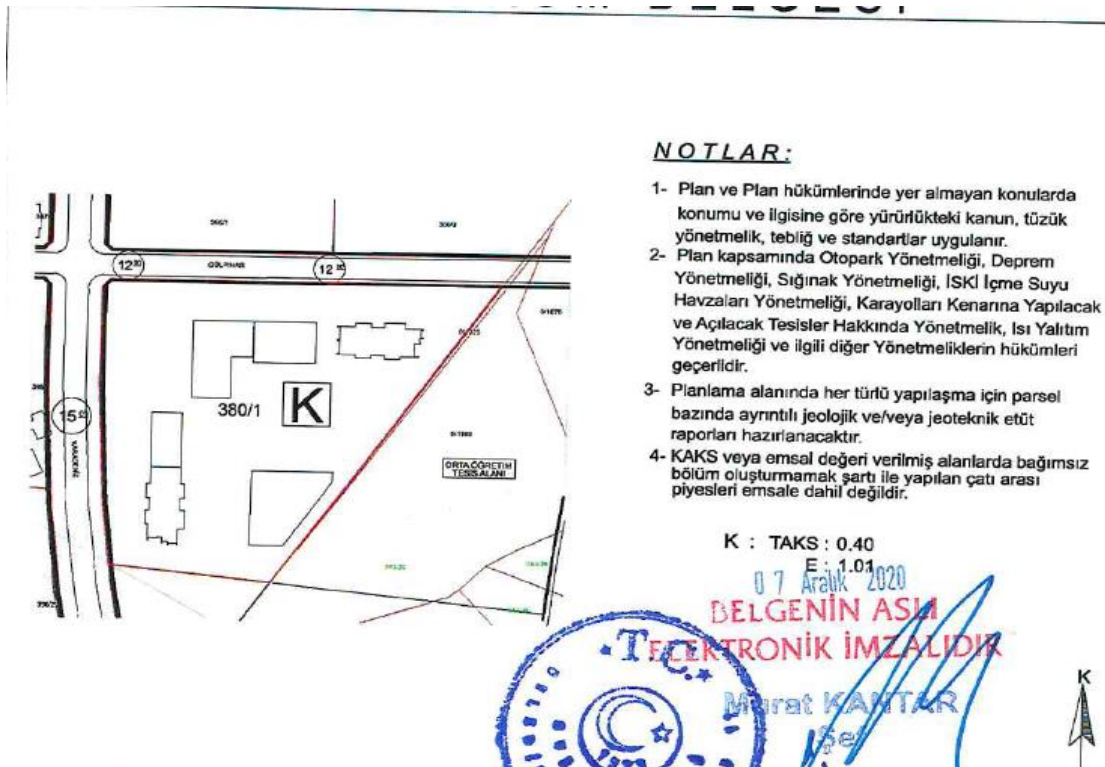 NOTLAR:
1- Plan ve Plan hükümlerinde yer almayan konularda
konumu ve ilgisine göre yürürlükteki kanun, tüzük
yönetmelik, tebliğ ve standartlar uygulanır.
2- Plan kapsamında Otopark Yönetmeliği, Deprem
Yönetmeliği, Sığınak Yönetmeliği, İSKİ İçme Suyu
Havzaları Yönetmeliği, Karayolları Kenarına Yapılacak
ve Açılacak Tesisler Hakkında Yönetmelik, Isı Yalıtım
Yönetmeliği ve ilgili diğer Yönetmeliklerin hükümleri
geçerlidir.
3- Planlama alanında her türlü yapılaşma için parsel
bazında ayrıntılı jeolojik ve/veya jeoteknik etüt
raporları hazırlanacaktır.
4- KAKS veya emsal değeri verilmiş alanlarda bağımsız
bölüm oluşturmamak şartı ile yapılan çatı arası
piyesleri emsale dahil değildir.
K : TAKS : 0.40
E : 1.01
07 Aralık 2020
BELGENİN ASLI
ELEKTRONİK İMZALIDIR
Murat KANTAR
Şef
T.C.
K
12
12
15
380/1
K
ORTAÖĞRETİM
TESİS ALANI